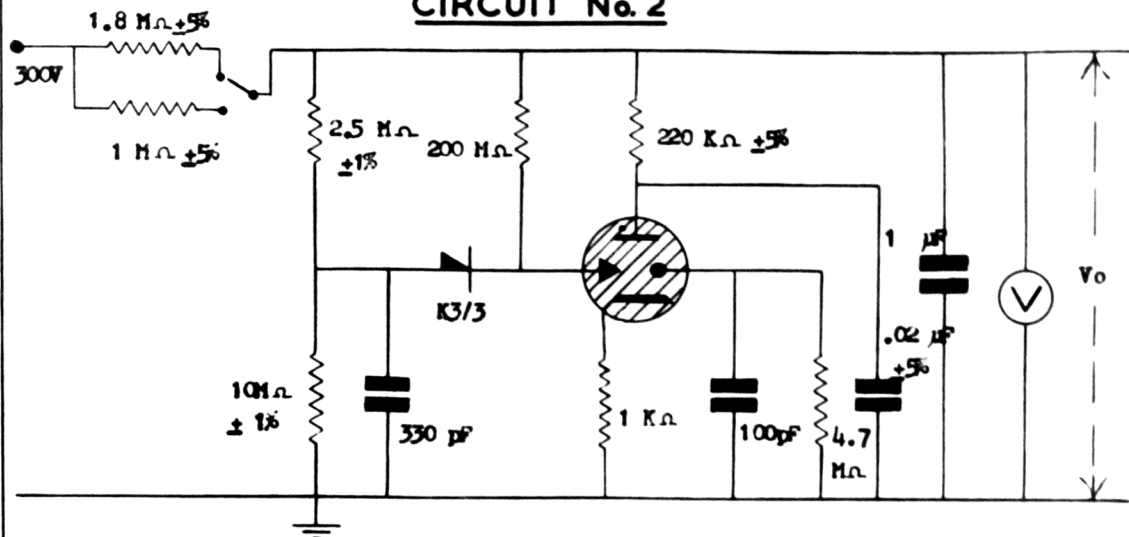 CIRCUIT No. 2
1.8 MΩ ±5%
300V
1 MΩ ±5%
2.5 MΩ
±1%
200 MΩ
220 KΩ ±5%
1 µF
Vo
K3/3
V
.02 µF
±5%
10MΩ
± 1%
330 pF
1 KΩ
100pF
4.7
MΩ